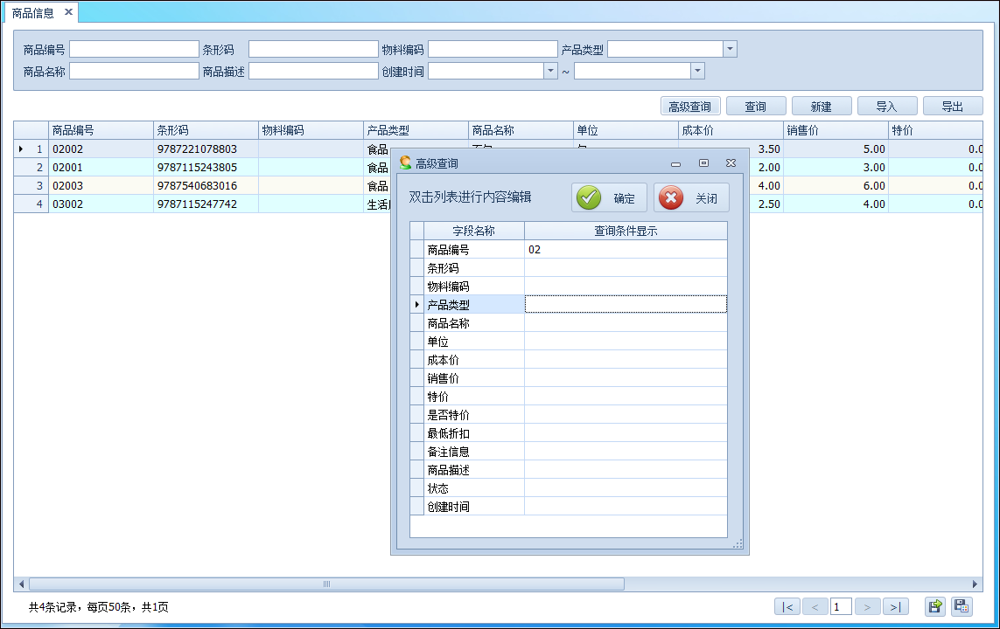 商品信息
商品编号 条形码 物料编码 产品类型
商品名称 商品描述 创建时间 ~
高级查询 查询 新建 导入 导出
商品编号 条形码 物料编码 产品类型 商品名称 单位 成本价 销售价 特价
1 02002 9787221078803 食品 3.50 5.00 0.0
2 02001 9787115243805 食品 2.00 3.00 0.0
3 02003 9787540683016 食品 4.00 6.00 0.0
4 03002 9787115247742 生活 2.50 4.00 0.0
高级查询
双击列表进行内容编辑 确定 关闭
字段名称 查询条件显示
商品编号 02
条形码
物料编码
产品类型
商品名称
单位
成本价
销售价
特价
是否特价
最低折扣
备注信息
商品描述
状态
创建时间
共4条记录，每页50条，共1页
|< < 1 > >|